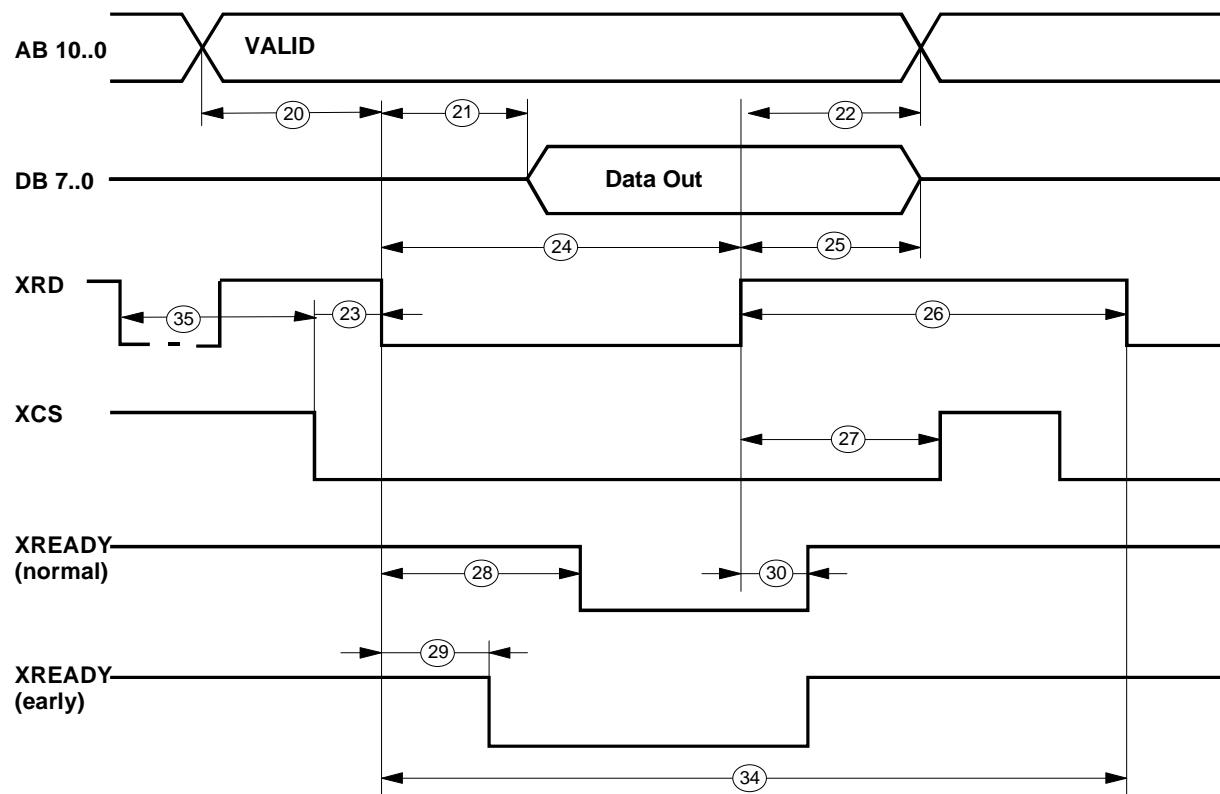 AB 10..0
VALID
20
21
22
DB 7..0
Data Out
24
25
XRD
35
23
26
XCS
27
XREADY
(normal)
28
30
29
XREADY
(early)
34